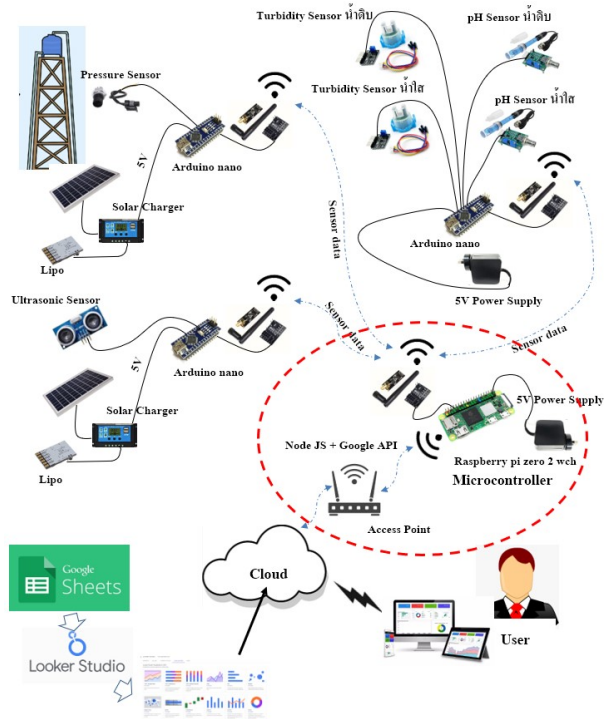 Turbidity Sensor น้ำดิบ
pH Sensor น้ำดิบ
Pressure Sensor
Turbidity Sensor น้ำใส
pH Sensor น้ำใส
Arduino nano
5V
Solar Charger
Lipo
Sensor data
Arduino nano
5V Power Supply
Sensor data
Ultrasonic Sensor
Sensor data
5V
Arduino nano
Solar Charger
Lipo
5V Power Supply
Node JS + Google API
Raspberry pi zero 2 wch
Microcontroller
Access Point
Google
Sheets
Cloud
Looker Studio
User